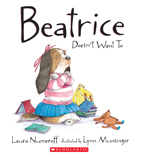 Beatrice
Doesn't Want To
Laura Numeroff illustrated by Lynn Munsinger
SCHOLASTIC